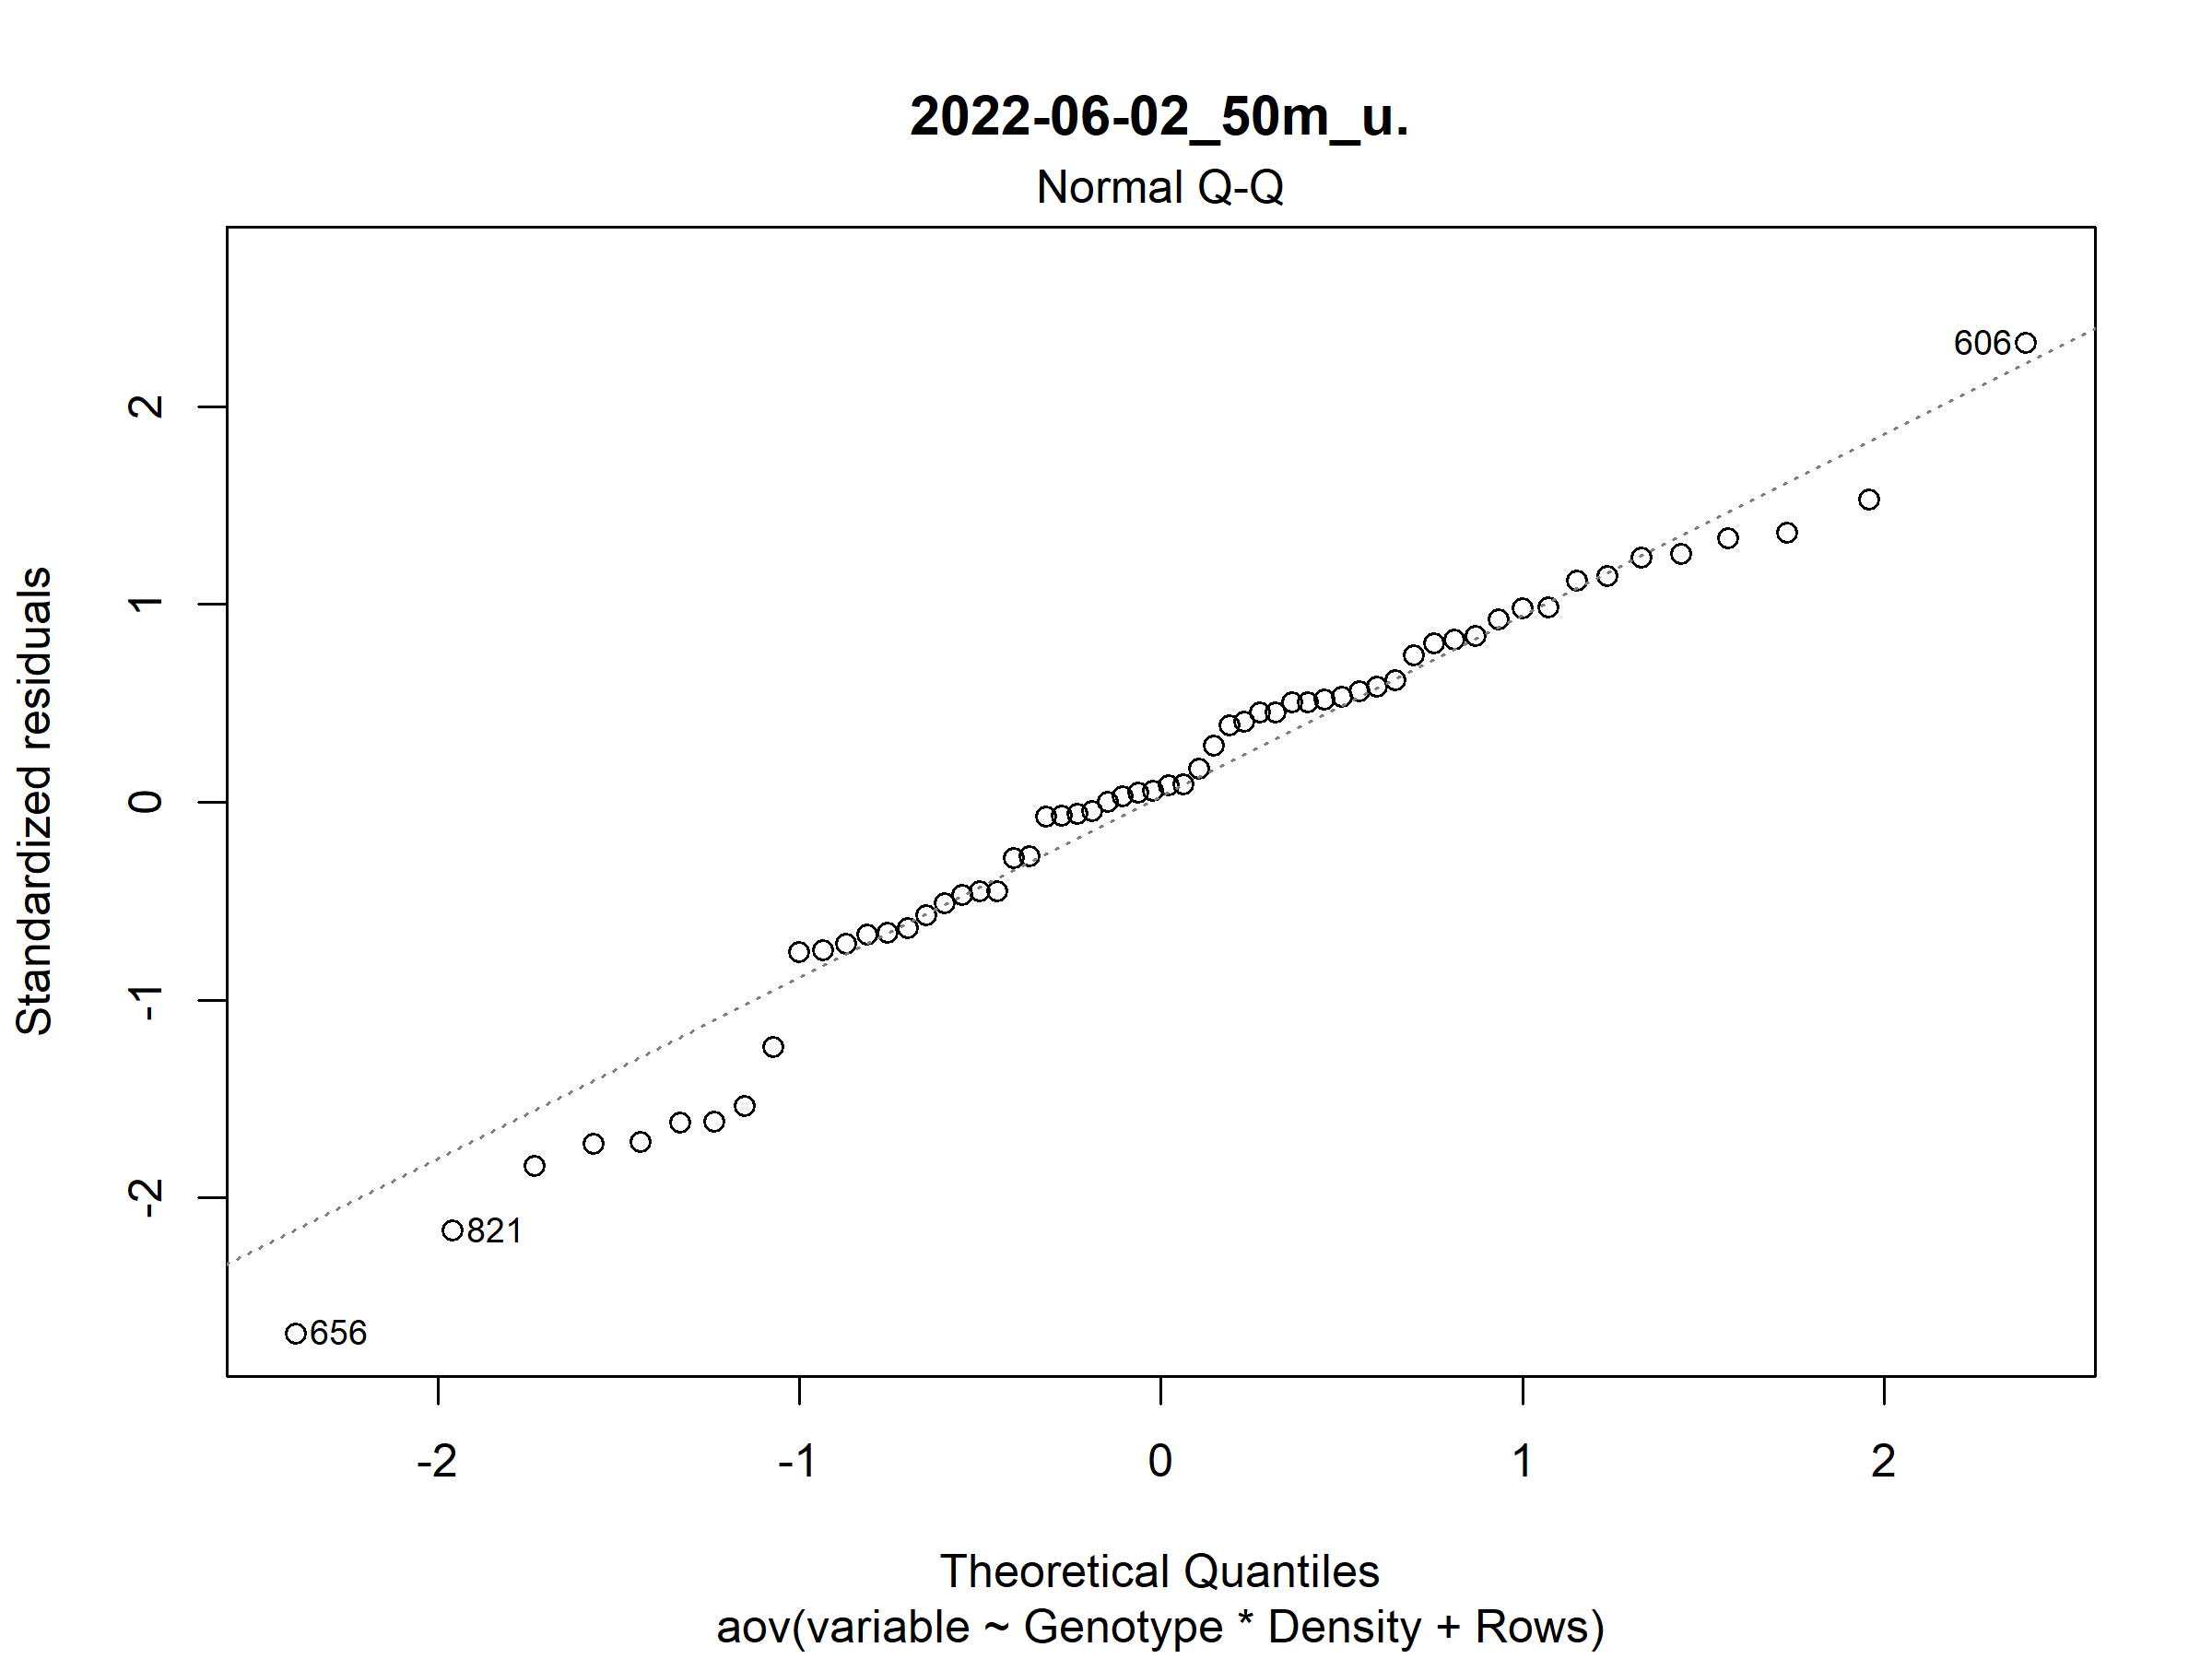 2022-06-02_50m_u.
Normal Q-Q
Standardized residuals
2
1
0
-1
-2
606
821
656
-2
-1
0
1
2
Theoretical Quantiles
aov(variable ~ Genotype * Density + Rows)